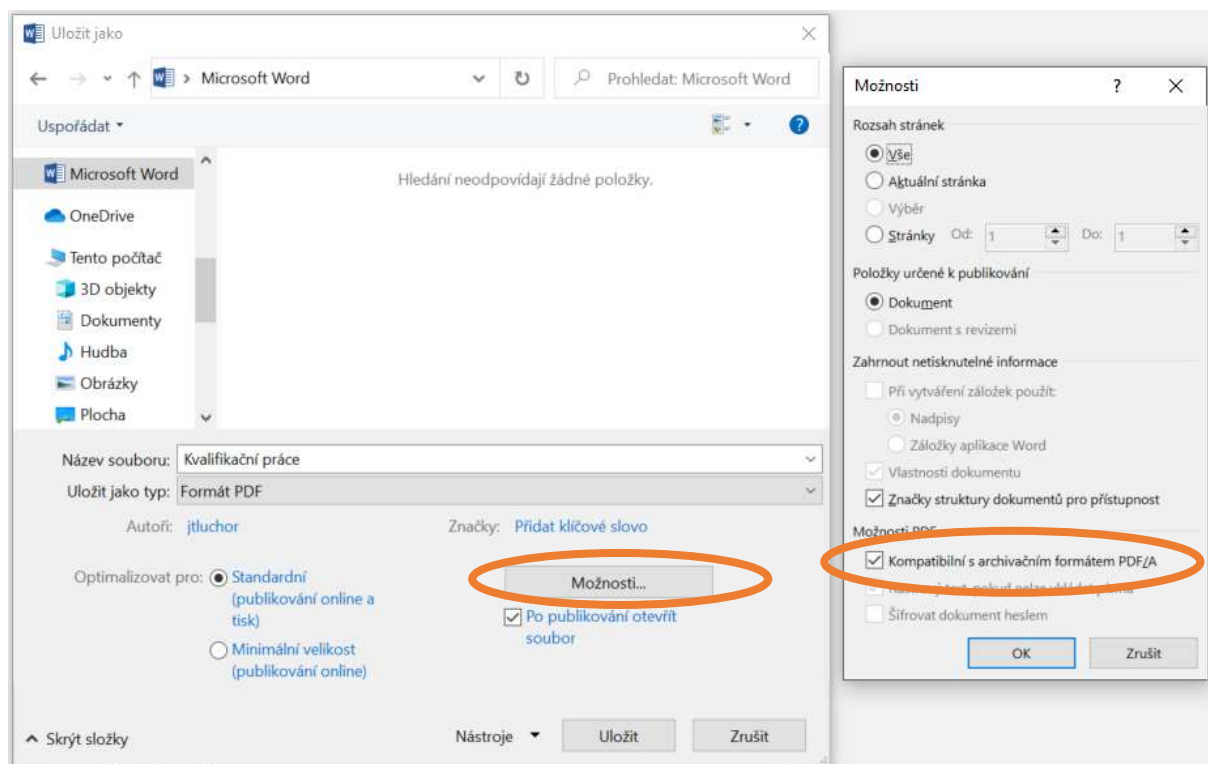 Uložit jako
Microsoft Word
Prohledat: Microsoft Word
Uspořádat
Microsoft Word
OneDrive
Tento počítač
3D objekty
Dokumenty
Hudba
Obrázky
Plocha
Hledání neodpovídají žádné položky.
Název souboru: Kvalifikační práce
Uložit jako typ: Formát PDF
Autoři: jtluchor
Značky: Přidat klíčové slovo
Optimalizovat pro: Standardní
(publikování online a
tisk)
Minimální velikost
(publikování online)
Možnosti...
Po publikování otevřít
soubor
Skrýt složky
Nástroje
Uložit
Zrušit
Možnosti ?
Rozsah stránek
Vše
Aktuální stránka
Výběr
Stránky Od: 1 Do: 1
Položky určené k publikování
Dokument
Dokument s revizemi
Zahrnout netisknutelné informace
Při vytváření záložek použít:
Nadpisy
Záložky aplikace Word
Vlastnosti dokumentu
Značky struktury dokumentů pro přístupnost
Možnosti PDF
Kompatibilní s archivačním formátem PDF/A
Šifrovat dokument heslem
OK
Zrušit